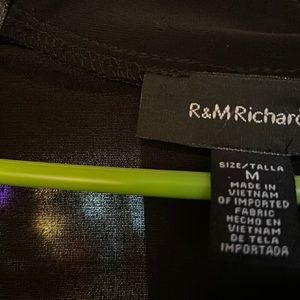 R&M Richard
SIZE/TALLA
M
MADE IN
VIETNAM
OF IMPORTED
FABRIC
HECHO EN
VIETNAM
DE TELA
IMPORTADA